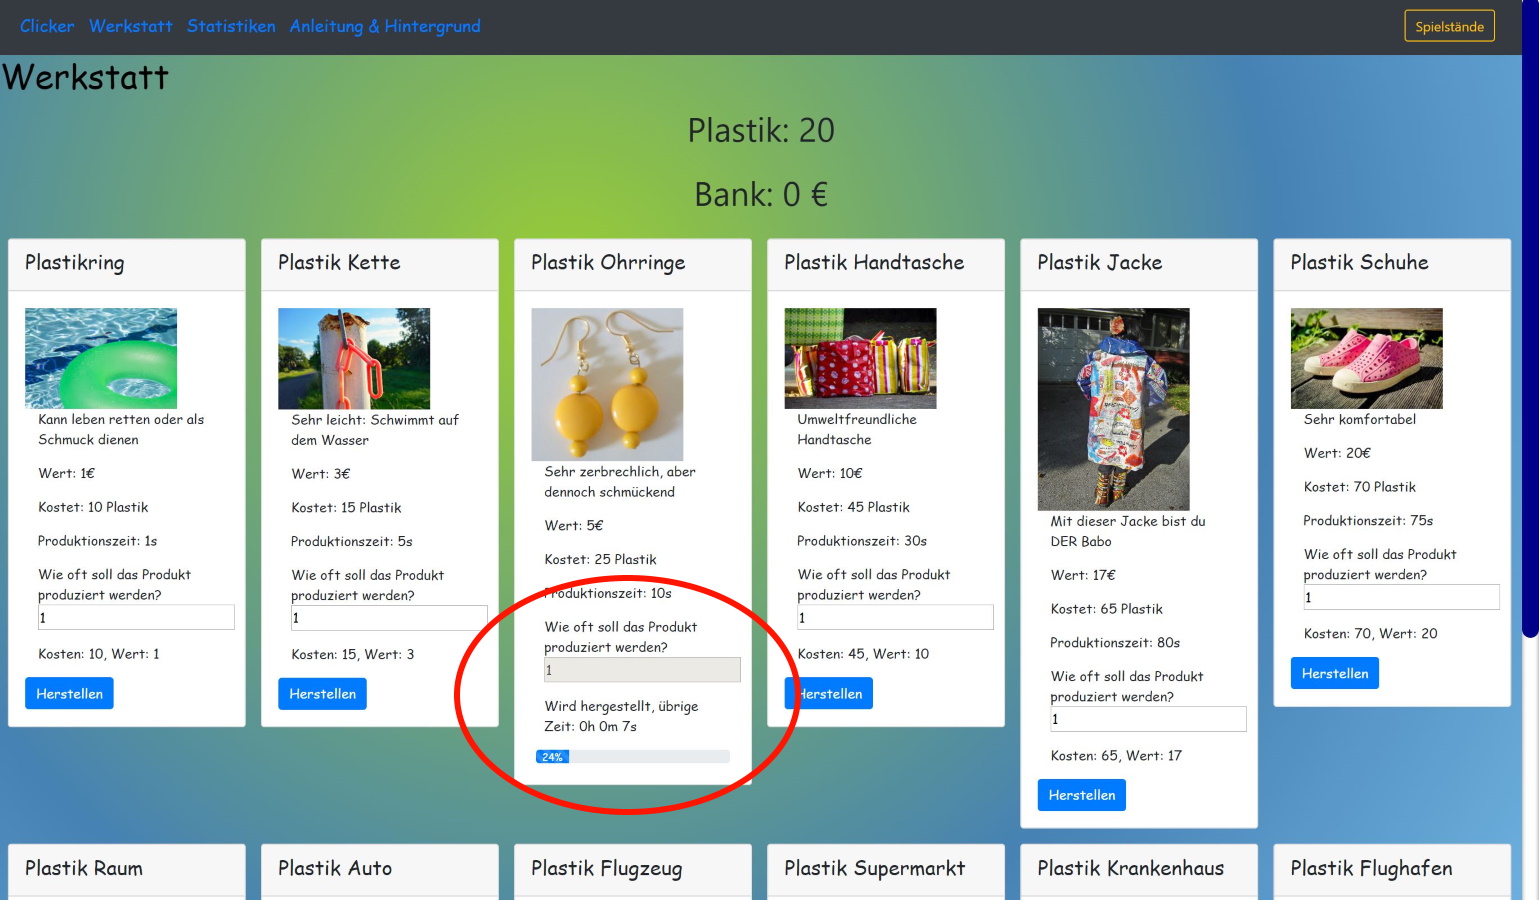 Clicker Werkstatt Statistiken Anleitung & Hintergrund Spielstände
Werkstatt
Plastik: 20
Bank: 0 €
Plastikring
Kann leben retten oder als
Schmuck dienen
Wert: 1€
Kostet: 10 Plastik
Produktionszeit: 1s
Wie oft soll das Produkt
produziert werden?
1
Kosten: 10, Wert: 1
Herstellen
Plastik Kette
Sehr leicht: Schwimmt auf
dem Wasser
Wert: 3€
Kostet: 15 Plastik
Produktionszeit: 5s
Wie oft soll das Produkt
produziert werden?
1
Kosten: 15, Wert: 3
Herstellen
Plastik Ohrringe
Sehr zerbrechlich, aber
dennoch schmückend
Wert: 5€
Kostet: 25 Plastik
Produktionszeit: 10s
Wie oft soll das Produkt
produziert werden?
1
Wird hergestellt, übrige
Zeit: 0h 0m 7s
24%
Plastik Handtasche
Umweltfreundliche
Handtasche
Wert: 10€
Kostet: 45 Plastik
Produktionszeit: 30s
Wie oft soll das Produkt
produziert werden?
1
Kosten: 45, Wert: 10
Herstellen
Plastik Jacke
Mit dieser Jacke bist du
DER Babo
Wert: 17€
Kostet: 65 Plastik
Produktionszeit: 80s
Wie oft soll das Produkt
produziert werden?
1
Kosten: 65, Wert: 17
Herstellen
Plastik Schuhe
Sehr komfortabel
Wert: 20€
Kostet: 70 Plastik
Produktionszeit: 75s
Wie oft soll das Produkt
produziert werden?
1
Kosten: 70, Wert: 20
Herstellen
Plastik Raum
Plastik Auto
Plastik Flugzeug
Plastik Supermarkt
Plastik Krankenhaus
Plastik Flughafen